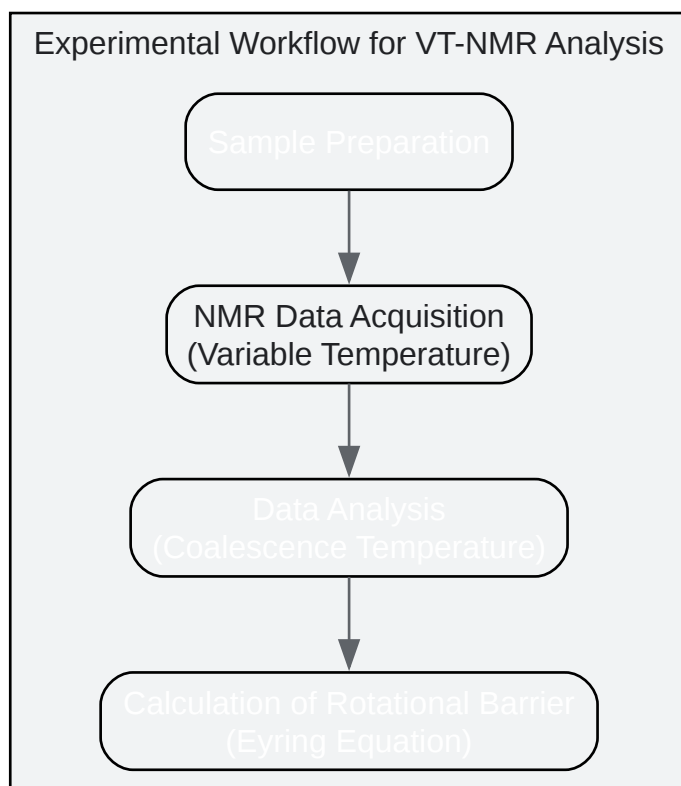 Experimental Workflow for VT-NMR Analysis
Sample Preparation
NMR Data Acquisition
(Variable Temperature)
Data Analysis
(Coalescence Temperature)
Calculation of Rotational Barrier
(Eyring Equation)